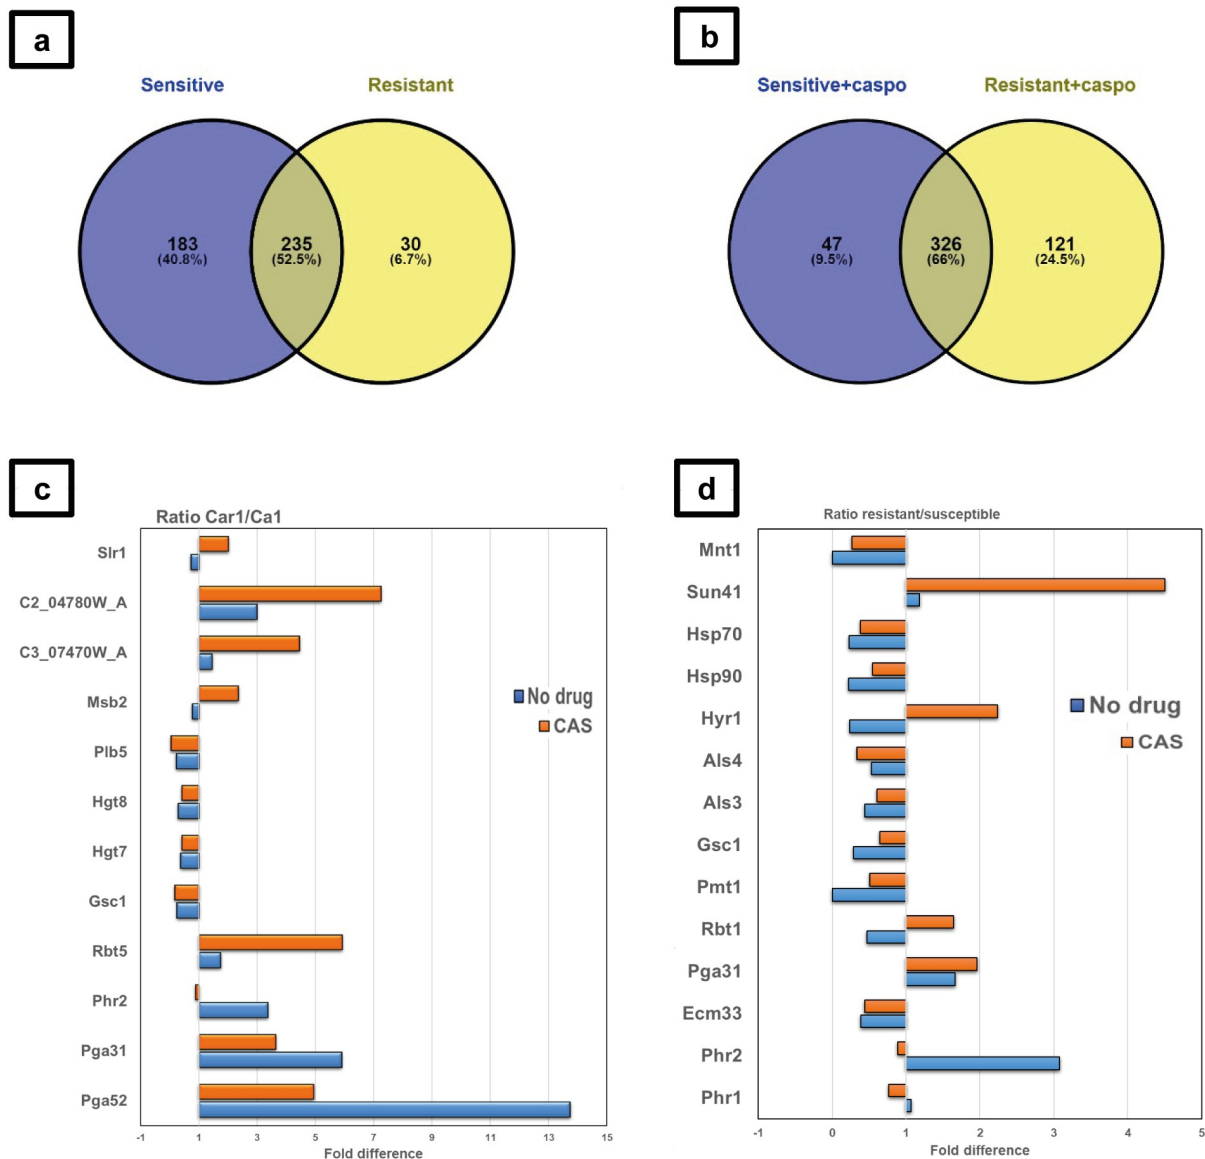 a
Sensitive
Resistant
183
(40.8%)
235
(52.5%)
30
(6.7%)
b
Sensitive+caspo
Resistant+caspo
47
(9.5%)
326
(66%)
121
(24.5%)
c
Ratio Car1/Ca1
Slr1
C2_04780W_A
C3_07470W_A
Msb2
Plb5
Hgt8
Hgt7
Gsc1
Rbt5
Phr2
Pga31
Pga52
No drug
CAS
-1 1 3 5 7 9 11 13 15
Fold difference
d
Ratio resistant/susceptible
Mnt1
Sun41
Hsp70
Hsp90
Hyr1
Als4
Als3
Gsc1
Pmt1
Rbt1
Pga31
Ecm33
Phr2
Phr1
No drug
CAS
-1 0 1 2 3 4 5
Fold difference